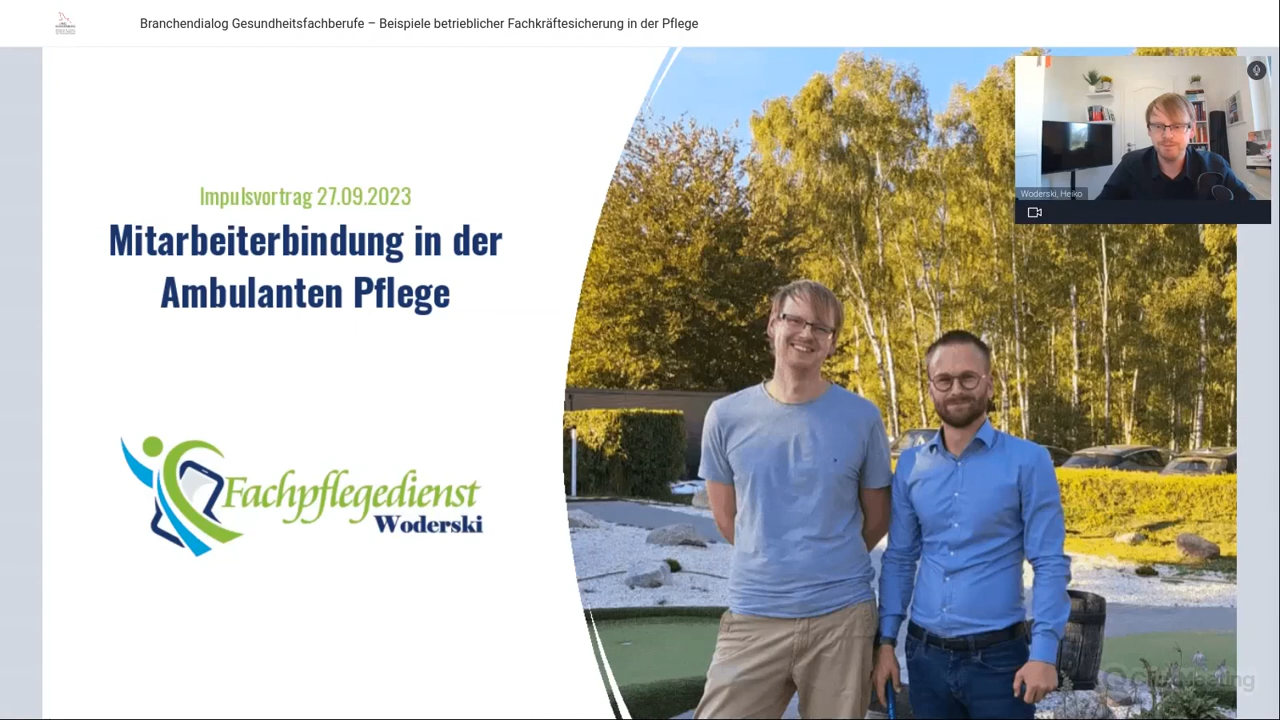 Branchendialog Gesundheitsfachberufe – Beispiele betrieblicher Fachkräftesicherung in der Pflege
Woderski, Heiko
Impulsvortrag 27.09.2023
Mitarbeiterbindung in der
Ambulanten Pflege
Fachpflegedienst
Woderski
ClickMeeting